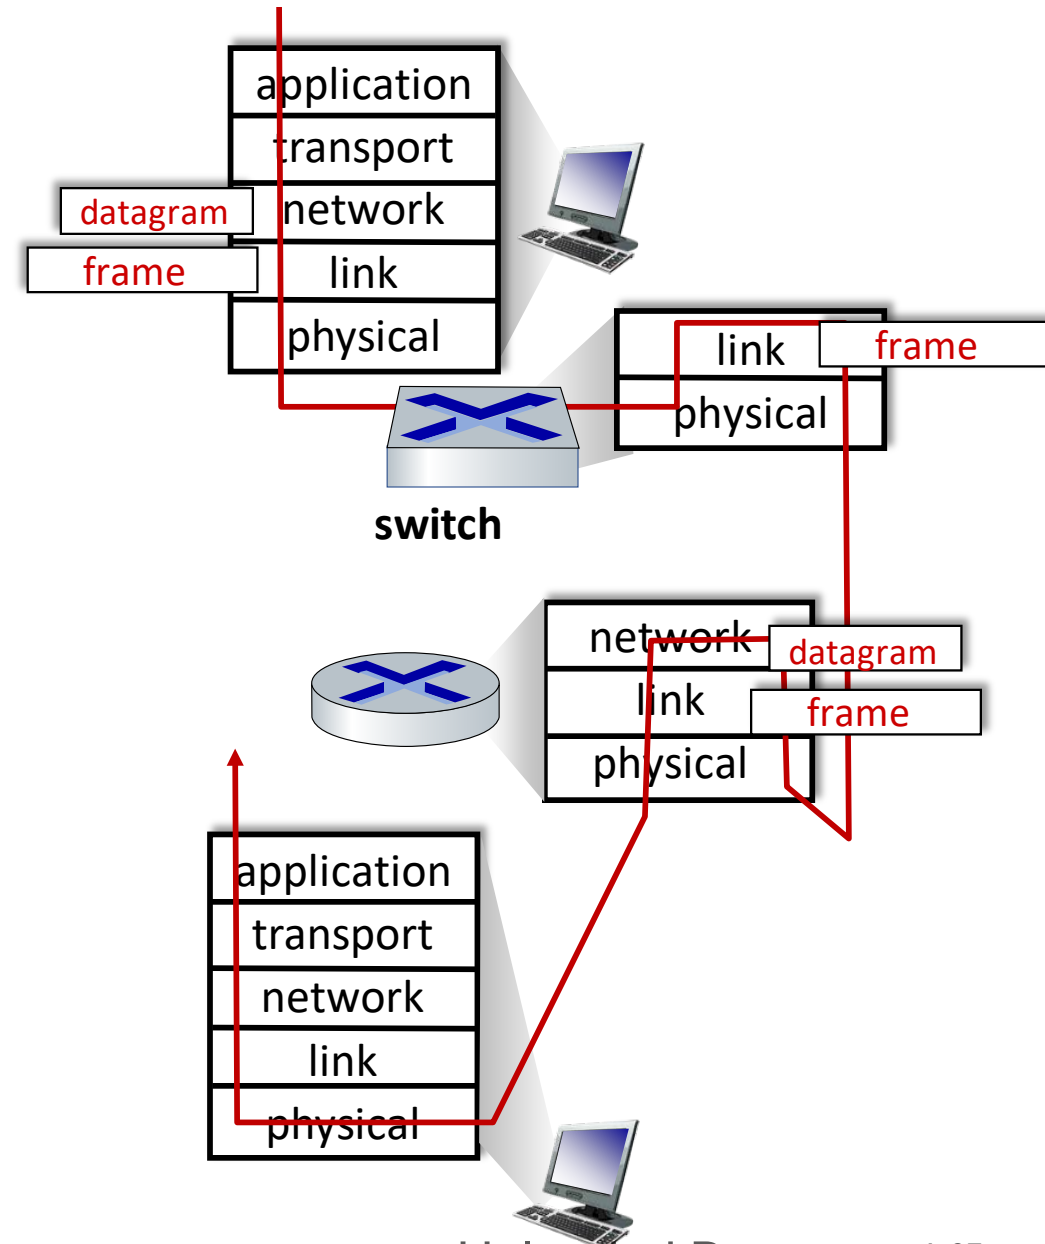 application
transport
datagram
network
frame
link
physical
link
frame
physical
switch
network
datagram
link
frame
physical
application
transport
network
link
physical